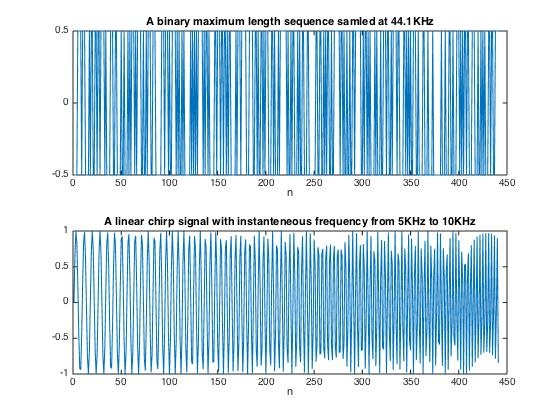 A binary maximum length sequence samled at 44.1KHz
0.5
0
-0.5
0 50 100 150 200 250 300 350 400 450
n
A linear chirp signal with instanteneous frequency from 5KHz to 10KHz
1
0.5
0
-0.5
-1
0 50 100 150 200 250 300 350 400 450
n